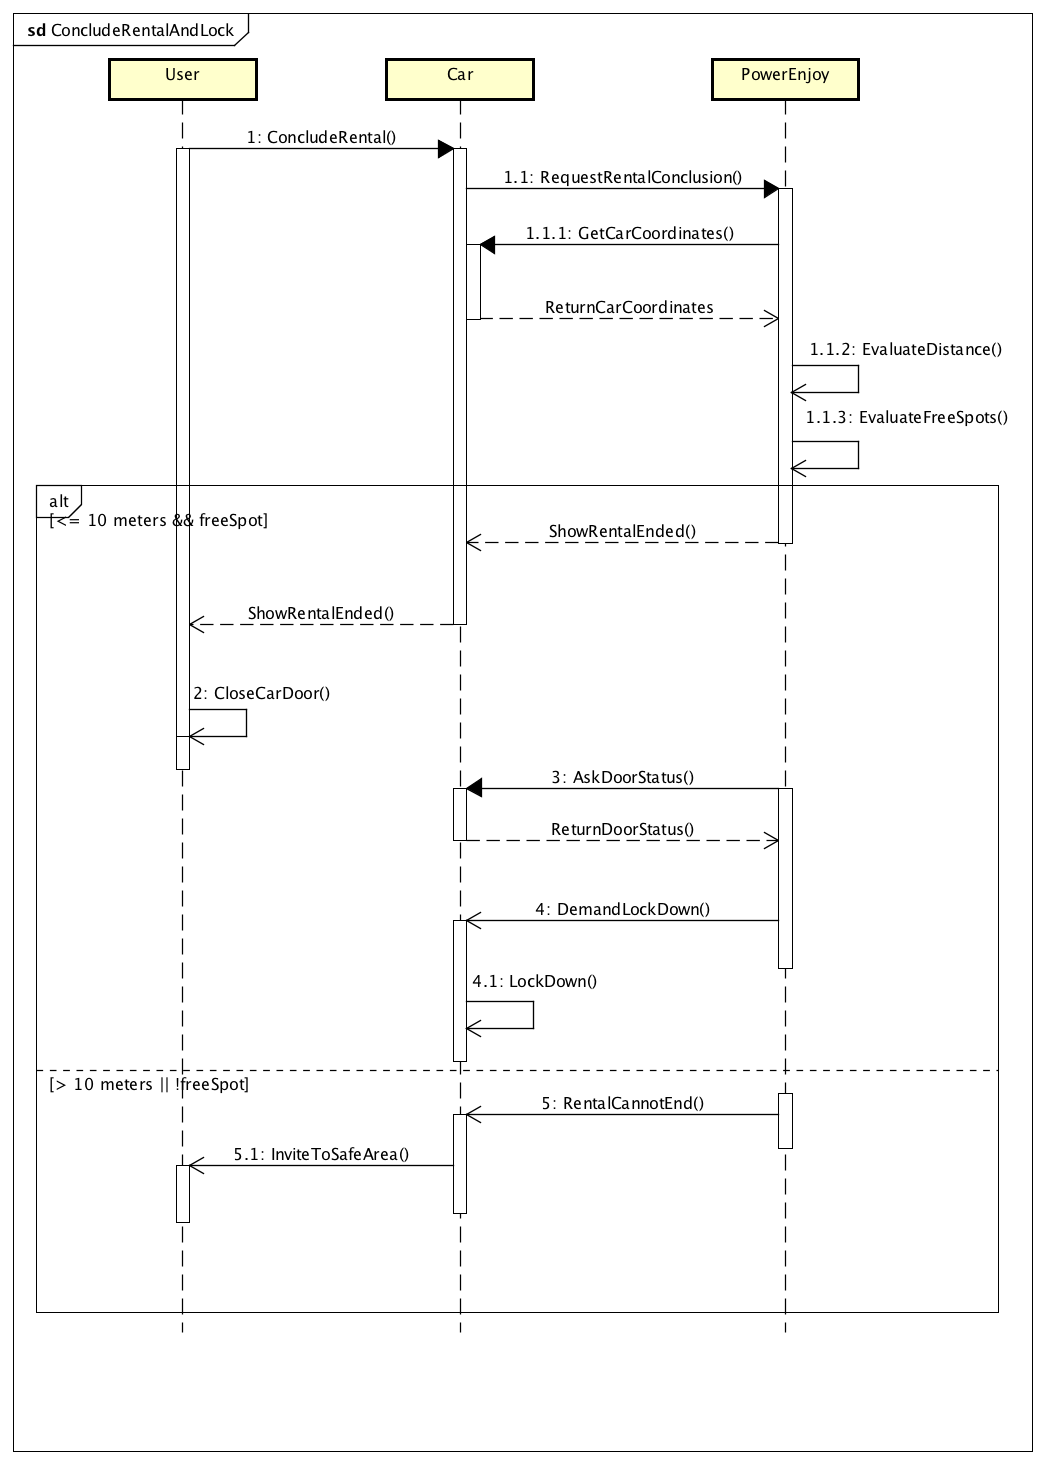 sd ConcludeRentalAndLock
User
Car
PowerEnjoy
1: ConcludeRental()
1.1: RequestRentalConclusion()
1.1.1: GetCarCoordinates()
ReturnCarCoordinates
1.1.2: EvaluateDistance()
1.1.3: EvaluateFreeSpots()
alt
[<= 10 meters && freeSpot]
ShowRentalEnded()
ShowRentalEnded()
2: CloseCarDoor()
3: AskDoorStatus()
ReturnDoorStatus()
4: DemandLockDown()
4.1: LockDown()
[> 10 meters || !freeSpot]
5: RentalCannotEnd()
5.1: InviteToSafeArea()